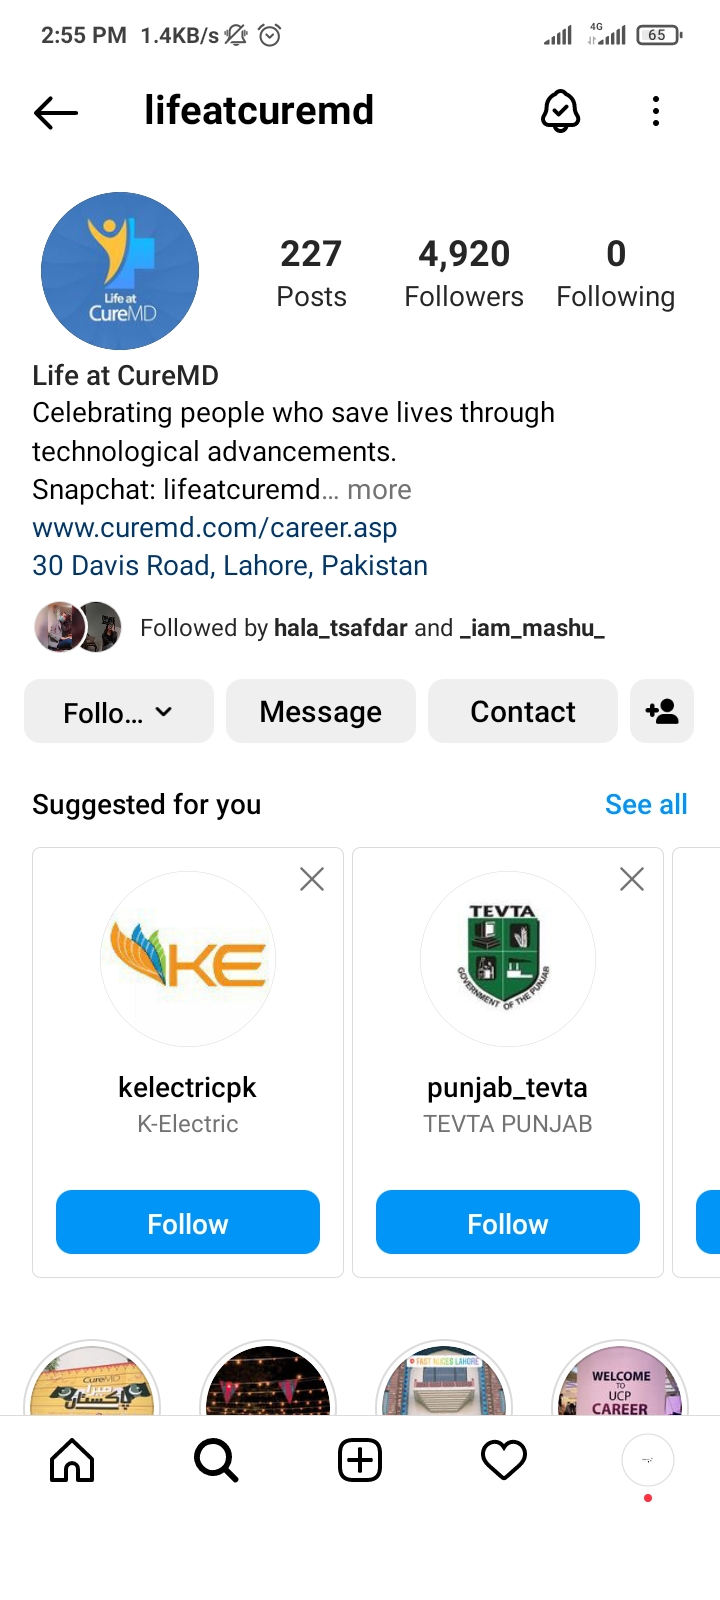 2:55 PM 1.4KB/s 4G 65
lifeatcuremd
Life at
CureMD
227 4,920 0
Posts Followers Following
Life at CureMD
Celebrating people who save lives through
technological advancements.
Snapchat: lifeatcuremd… more
www.curemd.com/career.asp
30 Davis Road, Lahore, Pakistan
Followed by hala_tsafdar and _iam_mashu_
Follo… Message Contact
Suggested for you See all
KE
TEVTA
GOVERNMENT OF THE PUNJAB
kelectricpk punjab_tevta
K-Electric TEVTA PUNJAB
Follow Follow
CureMD
FAST NUCES LAHORE
WELCOME
TO
UCP
CAREER